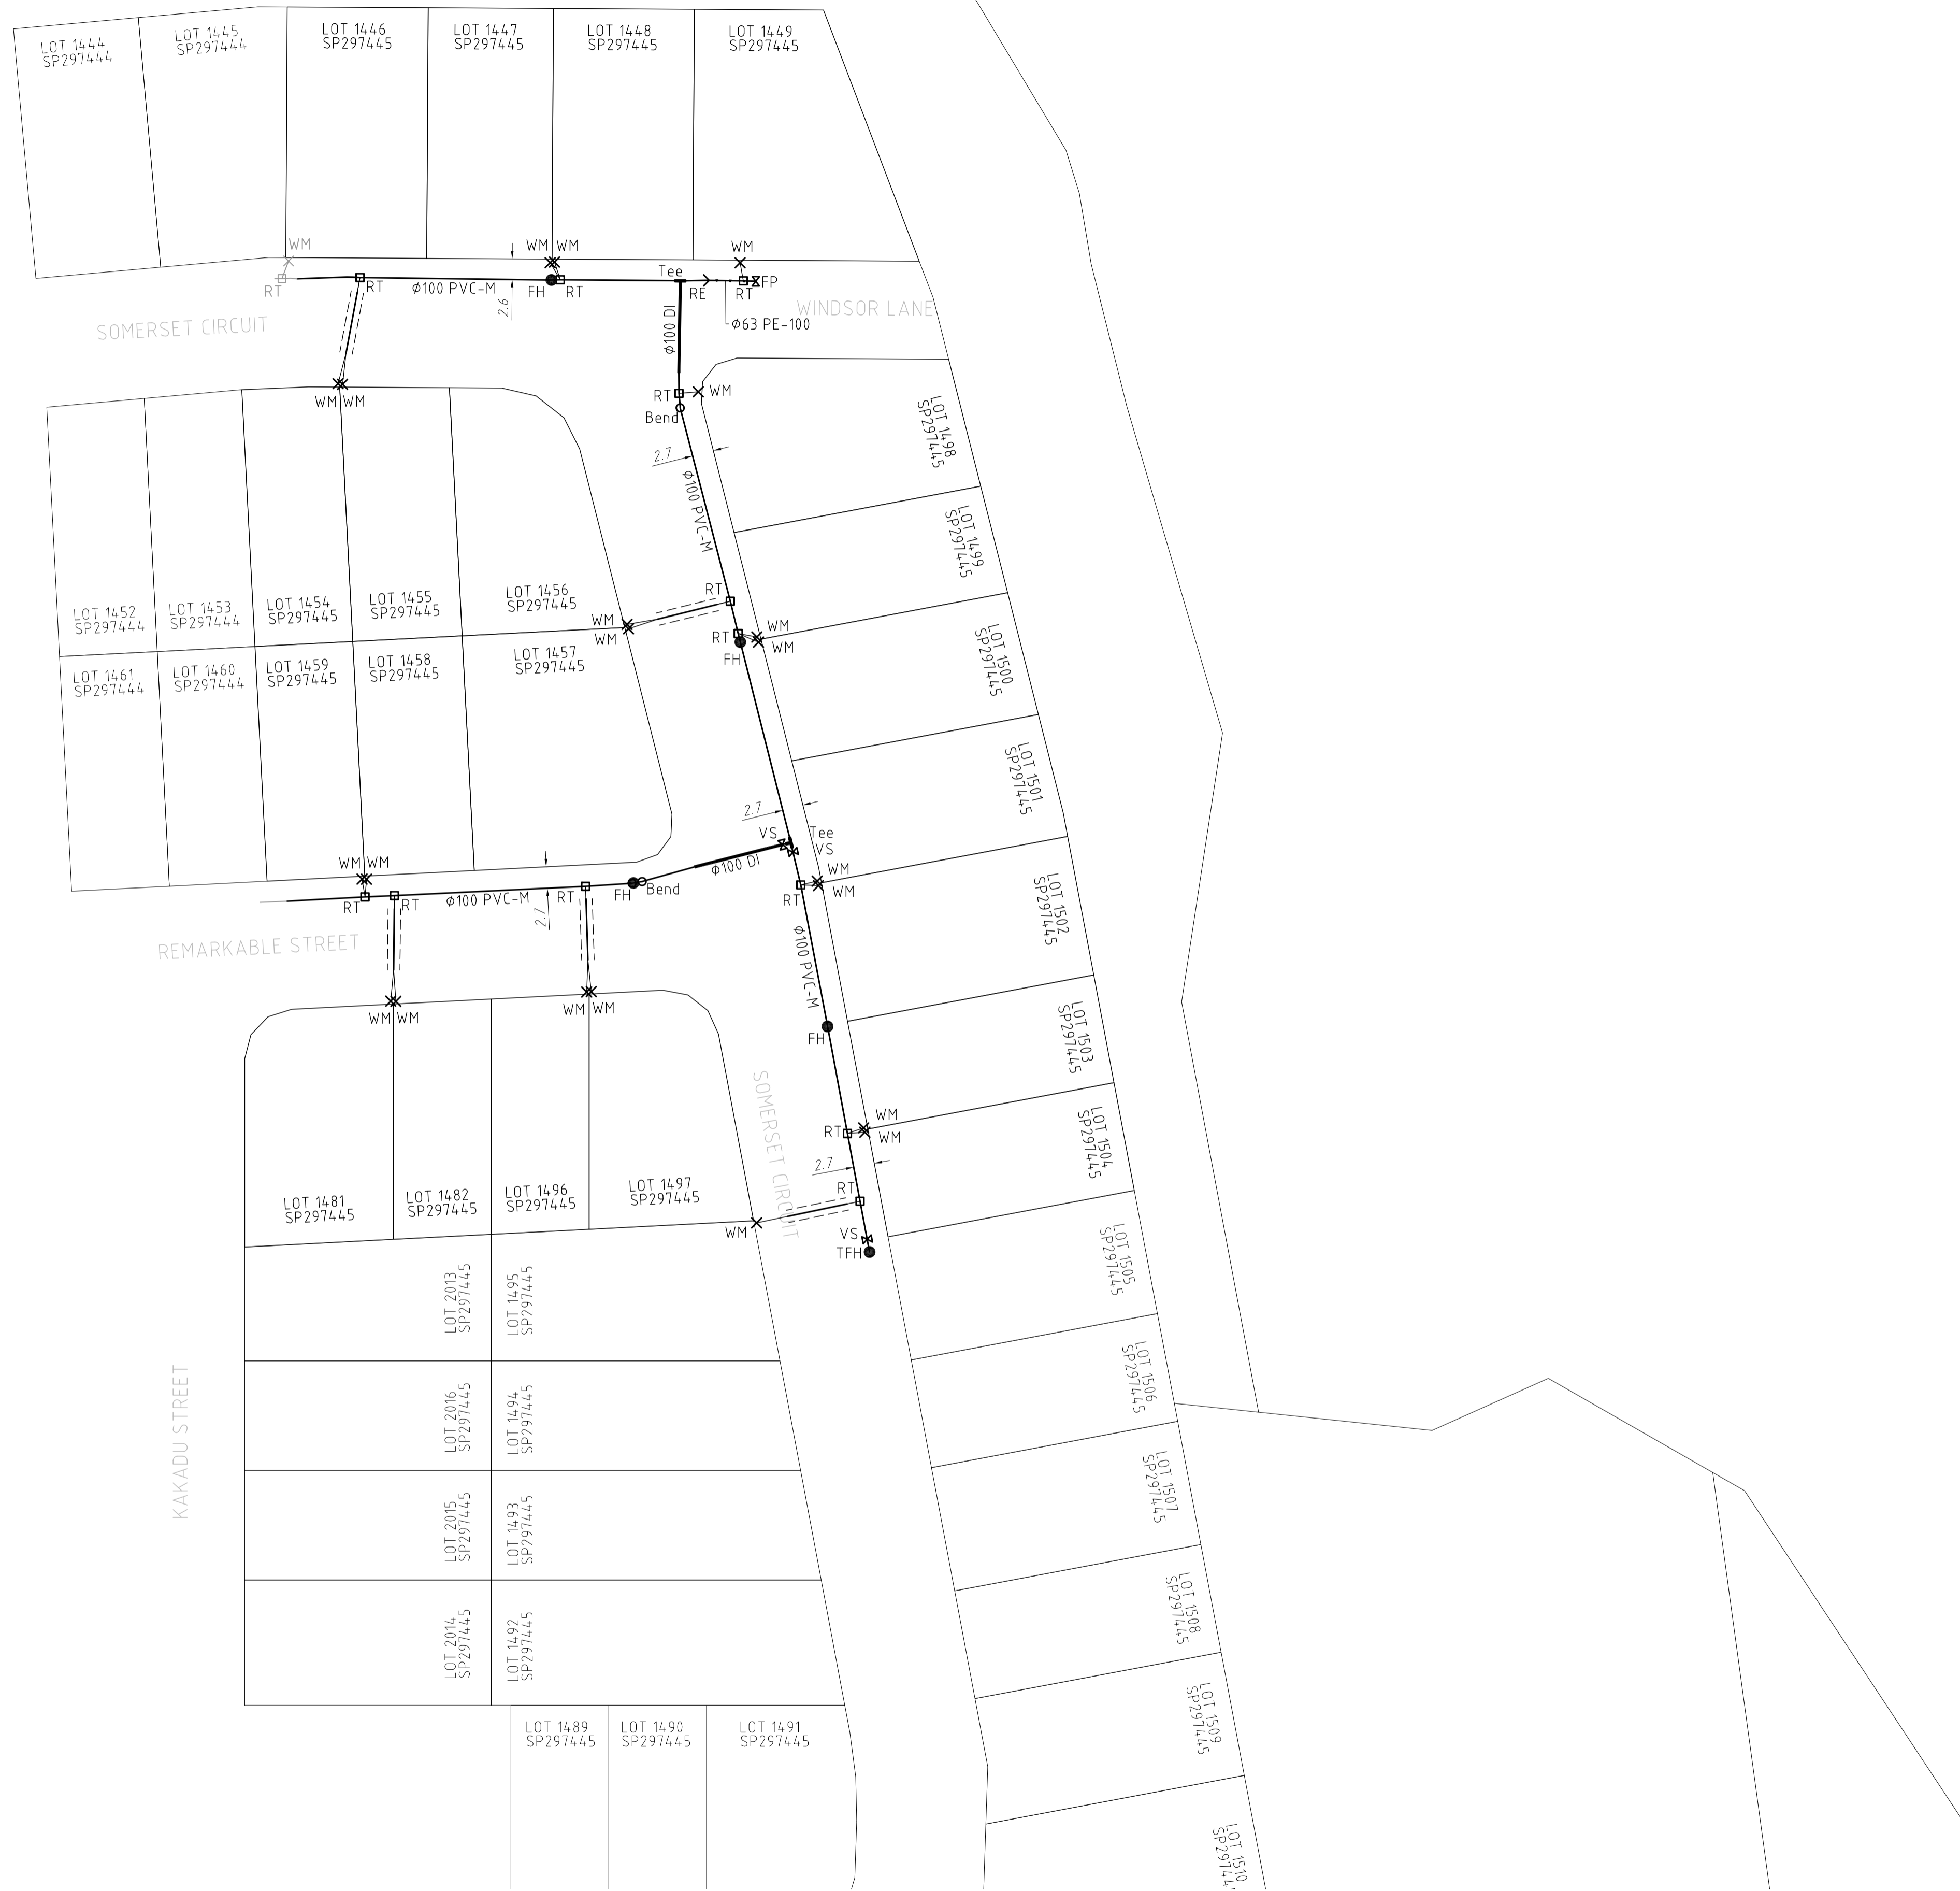 LOT 1444
SP297444
LOT 1445
SP297444
LOT 1446
SP297445
LOT 1447
SP297445
LOT 1448
SP297445
LOT 1449
SP297445
WM
WM
WM
WM
RT
RT
ϕ100 PVC-M
FH
RT
2.6
Tee
RE
RT
FP
ϕ63 PE-100
ϕ100 DI
SOMERSET CIRCUIT
WINDSOR LANE
WM
WM
RT
WM
Bend
2.7
ϕ100 PVC-M
LOT 1498
SP297445
LOT 1499
SP297445
LOT 1452
SP297444
LOT 1453
SP297444
LOT 1454
SP297445
LOT 1455
SP297445
LOT 1456
SP297445
RT
WM
WM
RT
WM
WM
FH
LOT 1461
SP297444
LOT 1460
SP297444
LOT 1459
SP297445
LOT 1458
SP297445
LOT 1457
SP297445
LOT 1500
SP297445
LOT 1501
SP297445
2.7
VS
Tee
VS
ϕ100 DI
WM
WM
WM
WM
RT
RT
RT
ϕ100 PVC-M
RT
FH
Bend
2.7
LOT 1502
SP297445
REMARKABLE STREET
ϕ100 PVC-M
WM
WM
WM
WM
FH
LOT 1503
SP297445
SOMERSET CIRCUIT
RT
WM
WM
LOT 1504
SP297445
2.7
RT
LOT 1481
SP297445
LOT 1482
SP297445
LOT 1496
SP297445
LOT 1497
SP297445
WM
VS
TFH
LOT 1505
SP297445
LOT 2013
SP297445
LOT 1495
SP297445
LOT 1506
SP297445
KAKADU STREET
LOT 2016
SP297445
LOT 1494
SP297445
LOT 1507
SP297445
LOT 2015
SP297445
LOT 1493
SP297445
LOT 1508
SP297445
LOT 2014
SP297445
LOT 1492
SP297445
LOT 1509
SP297445
LOT 1489
SP297445
LOT 1490
SP297445
LOT 1491
SP297445
LOT 1510